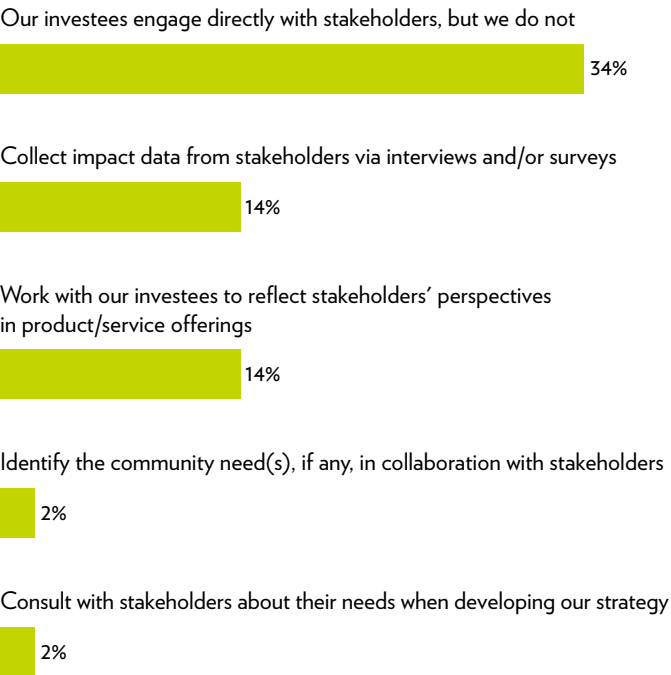 Our investees engage directly with stakeholders, but we do not
34%
Collect impact data from stakeholders via interviews and/or surveys
14%
Work with our investees to reflect stakeholders' perspectives
in product/service offerings
14%
Identify the community need(s), if any, in collaboration with stakeholders
2%
Consult with stakeholders about their needs when developing our strategy
2%